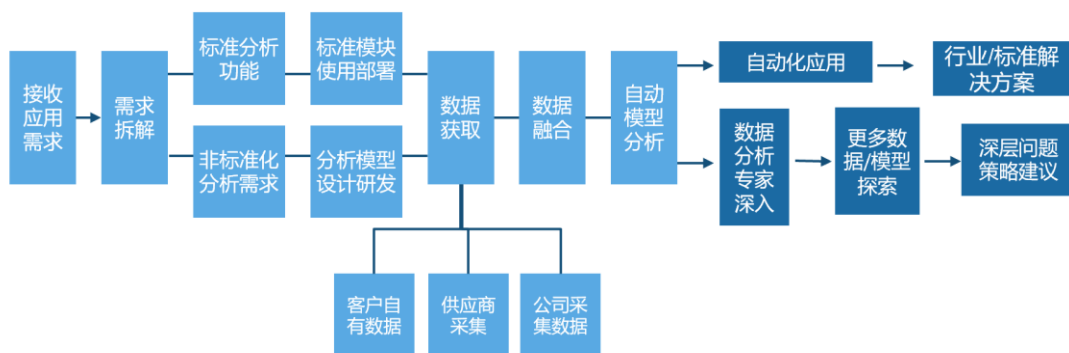 接收
应用
需求
需求
拆解
标准分析
功能
标准模块
使用部署
非标准化
分析需求
分析模型
设计研发
数据
获取
数据
融合
自动
模型
分析
自动化应用
行业/标准解
决方案
数据
分析
专家
深入
更多数
据/模型
探索
深层问题
策略建议
客户自
有数据
供应商
采集
公司采
集数据